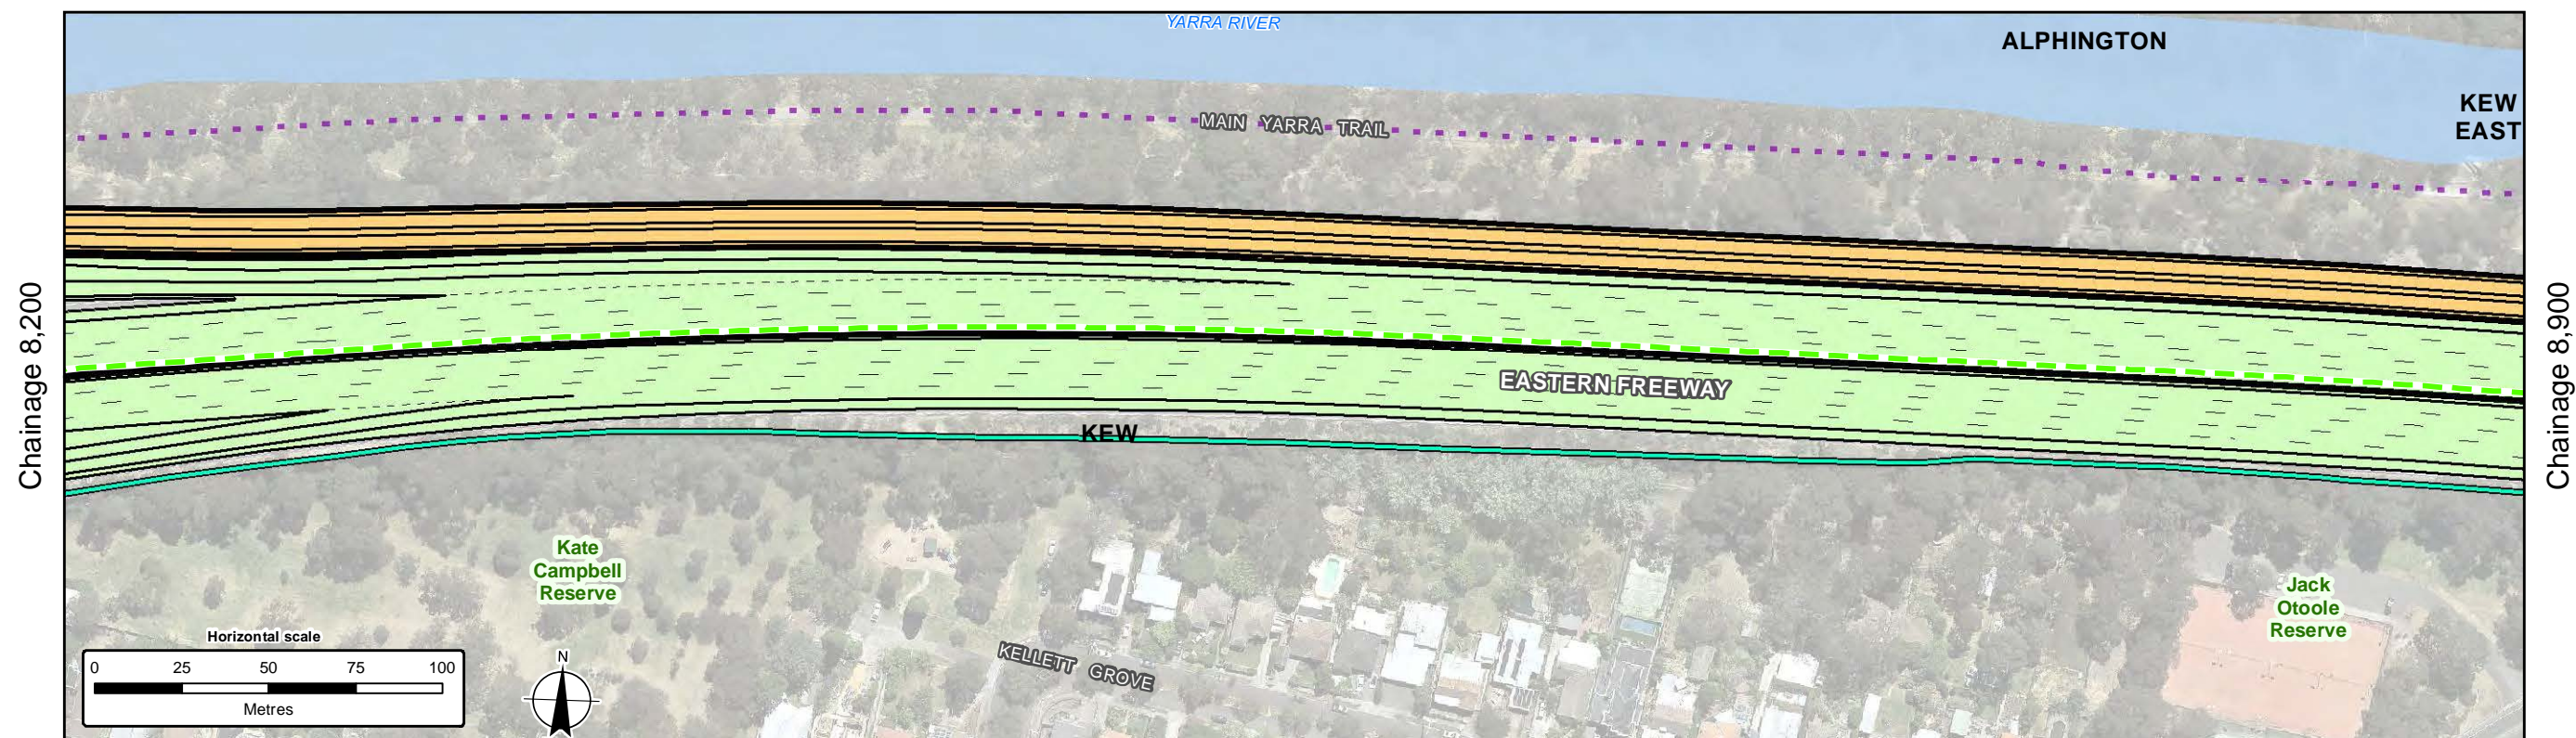 YARRA RIVER
ALPHINGTON
KEW
EAST
MAIN YARRA TRAIL
Chainage 8,200
Chainage 8,900
EASTERN FREEWAY
KEW
Kate
Campbell
Reserve
Jack
Otoole
Reserve
KELLETT GROVE
Horizontal scale
0 25 50 75 100
Metres
N